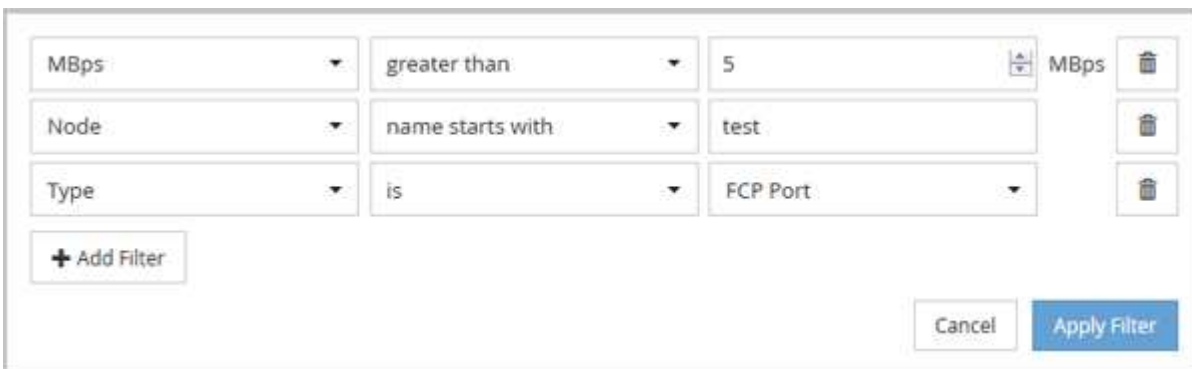 MBps greater than 5 MBps
Node name starts with test
Type is FCP Port
+ Add Filter
Cancel Apply Filter